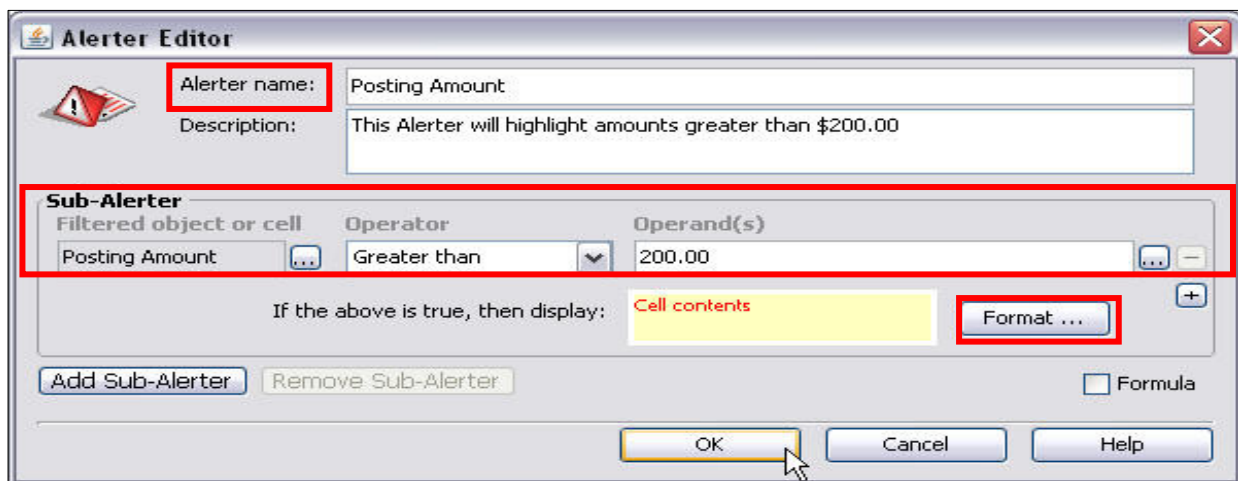 Alerter Editor
Alerter name: Posting Amount
Description: This Alerter will highlight amounts greater than $200.00
Sub-Alerter
Filtered object or cell Operator Operand(s)
Posting Amount ... Greater than 200.00 ... −
+
If the above is true, then display: Cell contents Format ...
Add Sub-Alerter Remove Sub-Alerter Formula
OK Cancel Help